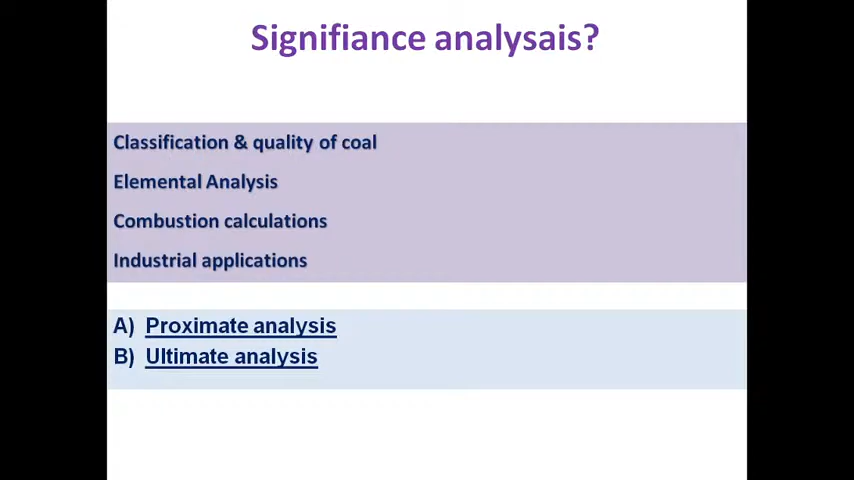 Signifiance analysais?
Classification & quality of coal
Elemental Analysis
Combustion calculations
Industrial applications
A) Proximate analysis
B) Ultimate analysis